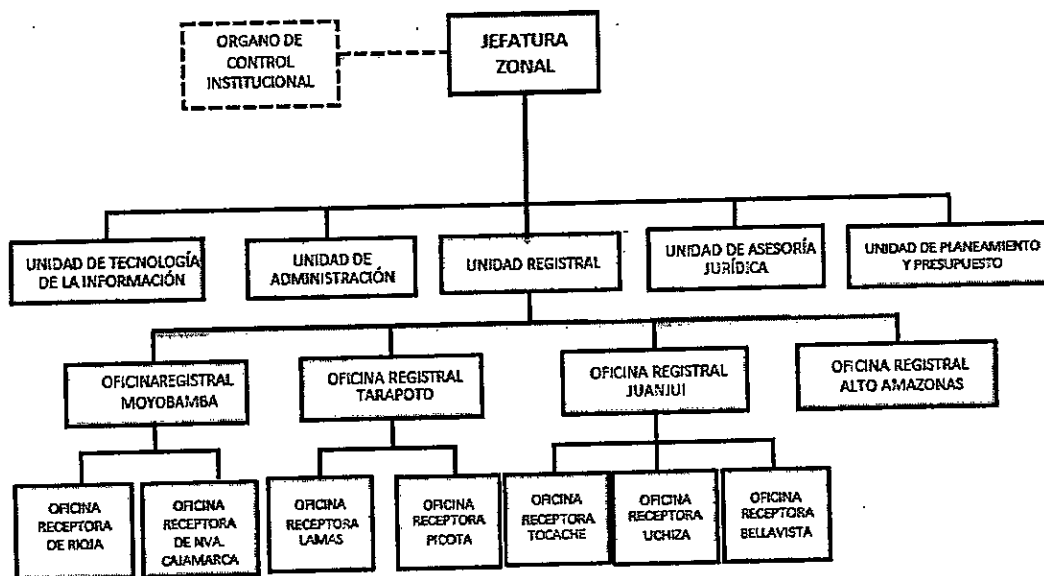 ORGANO DE
CONTROL
INSTITUCIONAL
JEFATURA
ZONAL
UNIDAD DE TECNOLOGÍA
DE LA INFORMACIÓN
UNIDAD DE
ADMINISTRACIÓN
UNIDAD REGISTRAL
UNIDAD DE ASESORÍA
JURÍDICA
UNIDAD DE PLANEAMIENTO
Y PRESUPUESTO
OFICINAREGISTRAL
MOYOBAMBA
OFICINA REGISTRAL
TARAPOTO
OFICINA REGISTRAL
JUANJUI
OFICINA REGISTRAL
ALTO AMAZONAS
OFICINA
RECEPTORA
DE RIOJA
OFICINA
RECEPTORA
DE NVA.
CAJAMARCA
OFICINA
RECEPTORA
LAMAS
OFICINA
RECEPTORA
PICOTA
OFICINA
RECEPTORA
TOCACHE
OFICINA
RECEPTORA
UCHIZA
OFICINA
RECEPTORA
BELLAVISTA